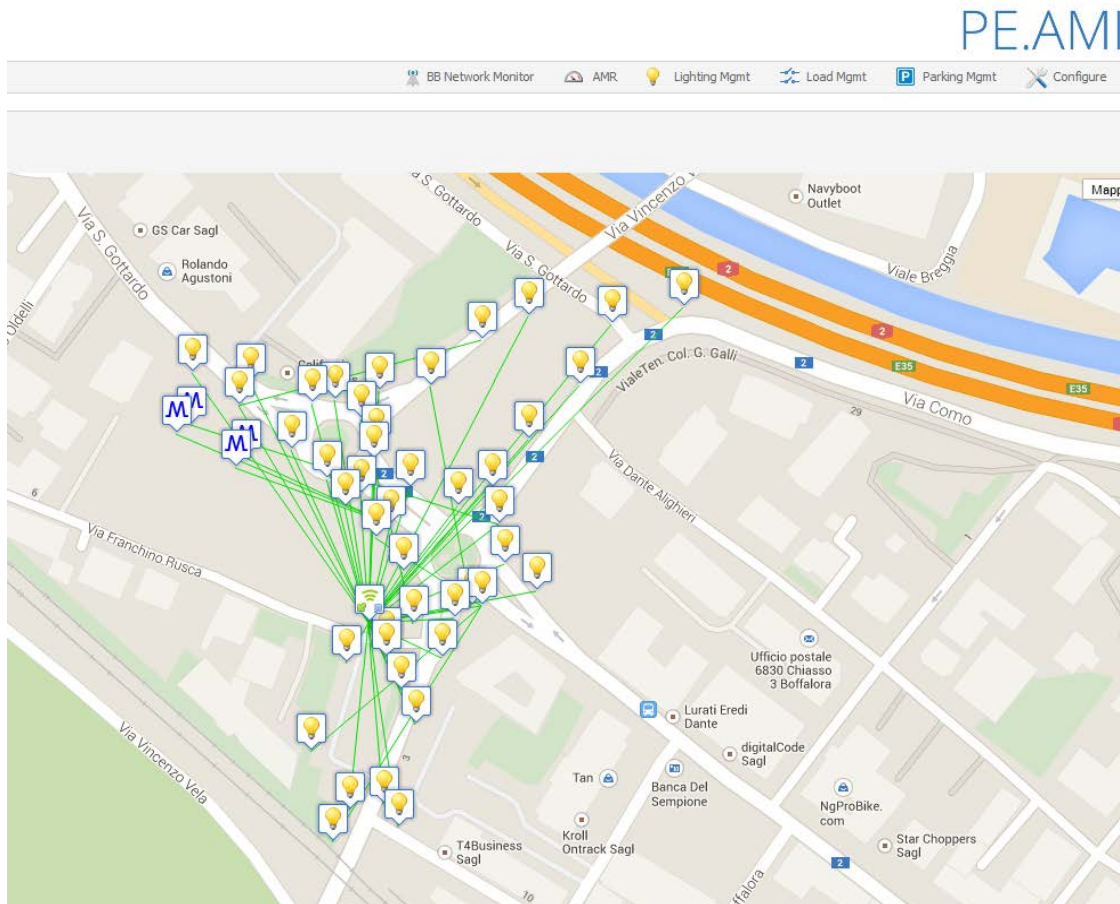 PE.AMI
BB Network Monitor
AMR
Lighting Mgmt
Load Mgmt
P
Parking Mgmt
Configure
Via S. Gottardo
Via Vincenzo
Navyboot
Outlet
GS Car Sagl
Rolando
Agustoni
Via S. Gottardo
Via S. Gottardo
Viale Breggia
2
2
2
2
E35
E35
VialeTen. Col. G. Galli
Via Como
29
2
2
2
2
M
M
M
M
6
Via Dante Alighieri
1
Via Franchino Rusca
Ufficio postale
6830 Chiasso
3 Boffalora
Lurati Eredi
Dante
digitalCode
Sagl
Via Vincenzo Vela
3
Tan
Banca Del
Sempione
NgProBike.
com
Kroll
Ontrack Sagl
T4Business
Sagl
Star Choppers
Sagl
2
10